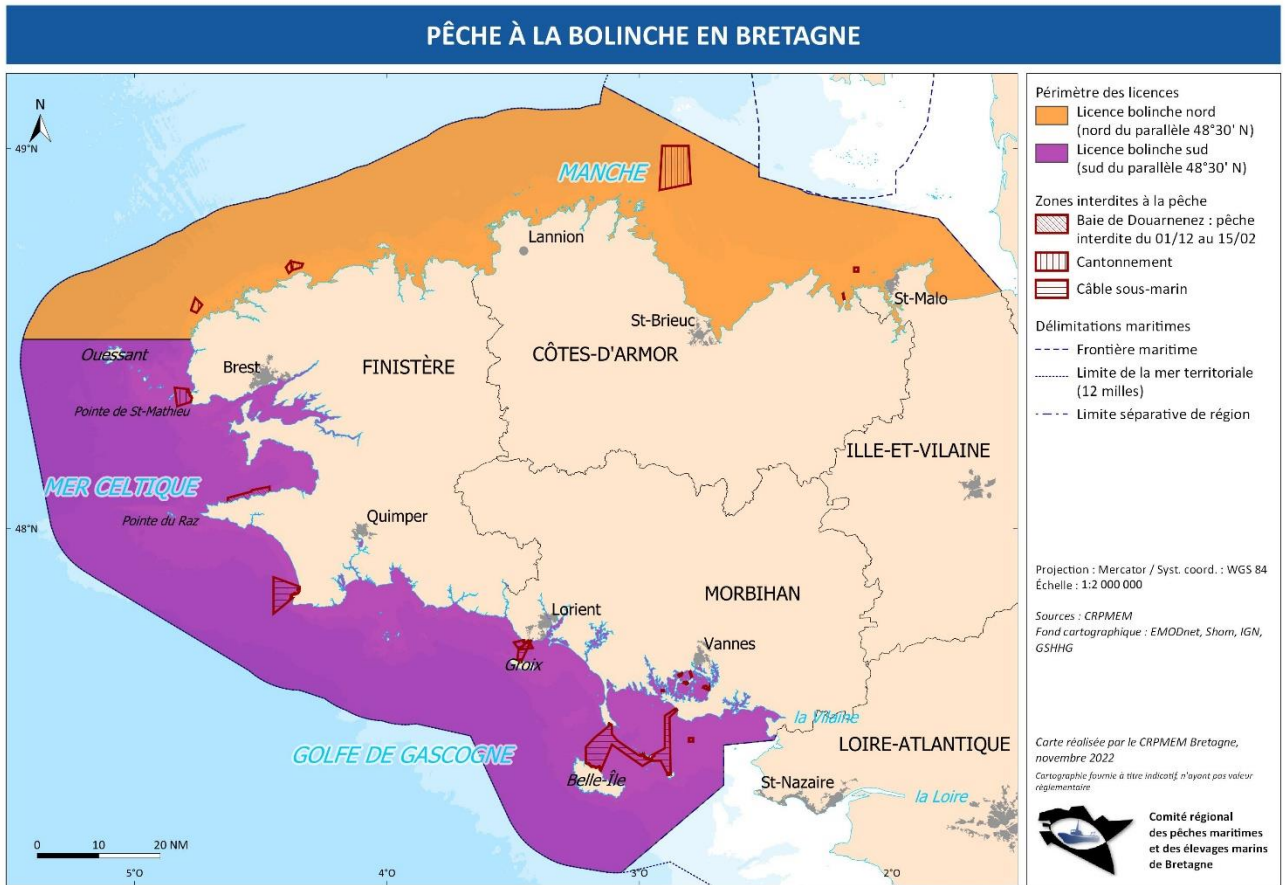 PÊCHE À LA BOLINCHE EN BRETAGNE
N
49°N
MANCHE
Lannion
St-Malo
St-Brieuc
Ouessant
Brest
FINISTÈRE
CÔTES-D'ARMOR
Pointe de St-Mathieu
ILLE-ET-VILAINE
MER CELTIQUE
Pointe du Raz
Quimper
48°N
MORBIHAN
Lorient
Vannes
Groix
la Vilaine
GOLFE DE GASCOGNE
LOIRE-ATLANTIQUE
Belle-Île
St-Nazaire
la Loire
0 10 20 NM
5°O
4°O
3°O
2°O
Périmètre des licences
Licence bolinche nord
(nord du parallèle 48°30' N)
Licence bolinche sud
(sud du parallèle 48°30' N)
Zones interdites à la pêche
Baie de Douarnenez : pêche
interdite du 01/12 au 15/02
Cantonnement
Câble sous-marin
Délimitations maritimes
Frontière maritime
Limite de la mer territoriale
(12 milles)
Limite séparative de région
Projection : Mercator / Syst. coord. : WGS 84
Échelle : 1:2 000 000
Sources : CRPMEM
Fond cartographique : EMODnet, Shom, IGN,
GSHHG
Carte réalisée par le CRPMEM Bretagne,
novembre 2022
Cartographie fournie à titre indicatif, n'ayant pas valeur
règlementaire
Comité régional
des pêches maritimes
et des élevages marins
de Bretagne